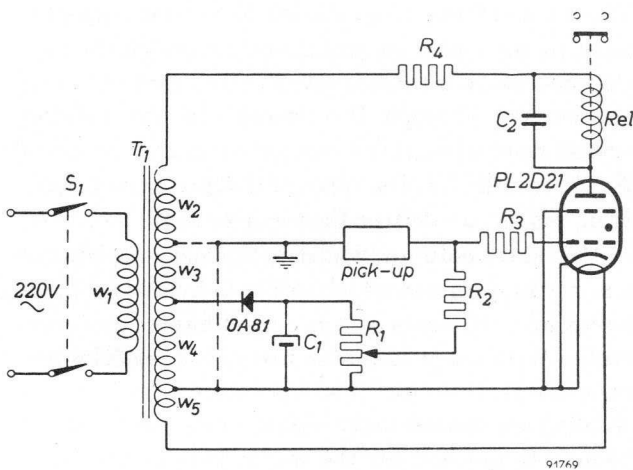 R4
C2
Rel
Tr1
PL2D21
S1
w2
R3
w3
pick-up
220V
w1
R2
OA81
C1
R1
w4
w5
91769